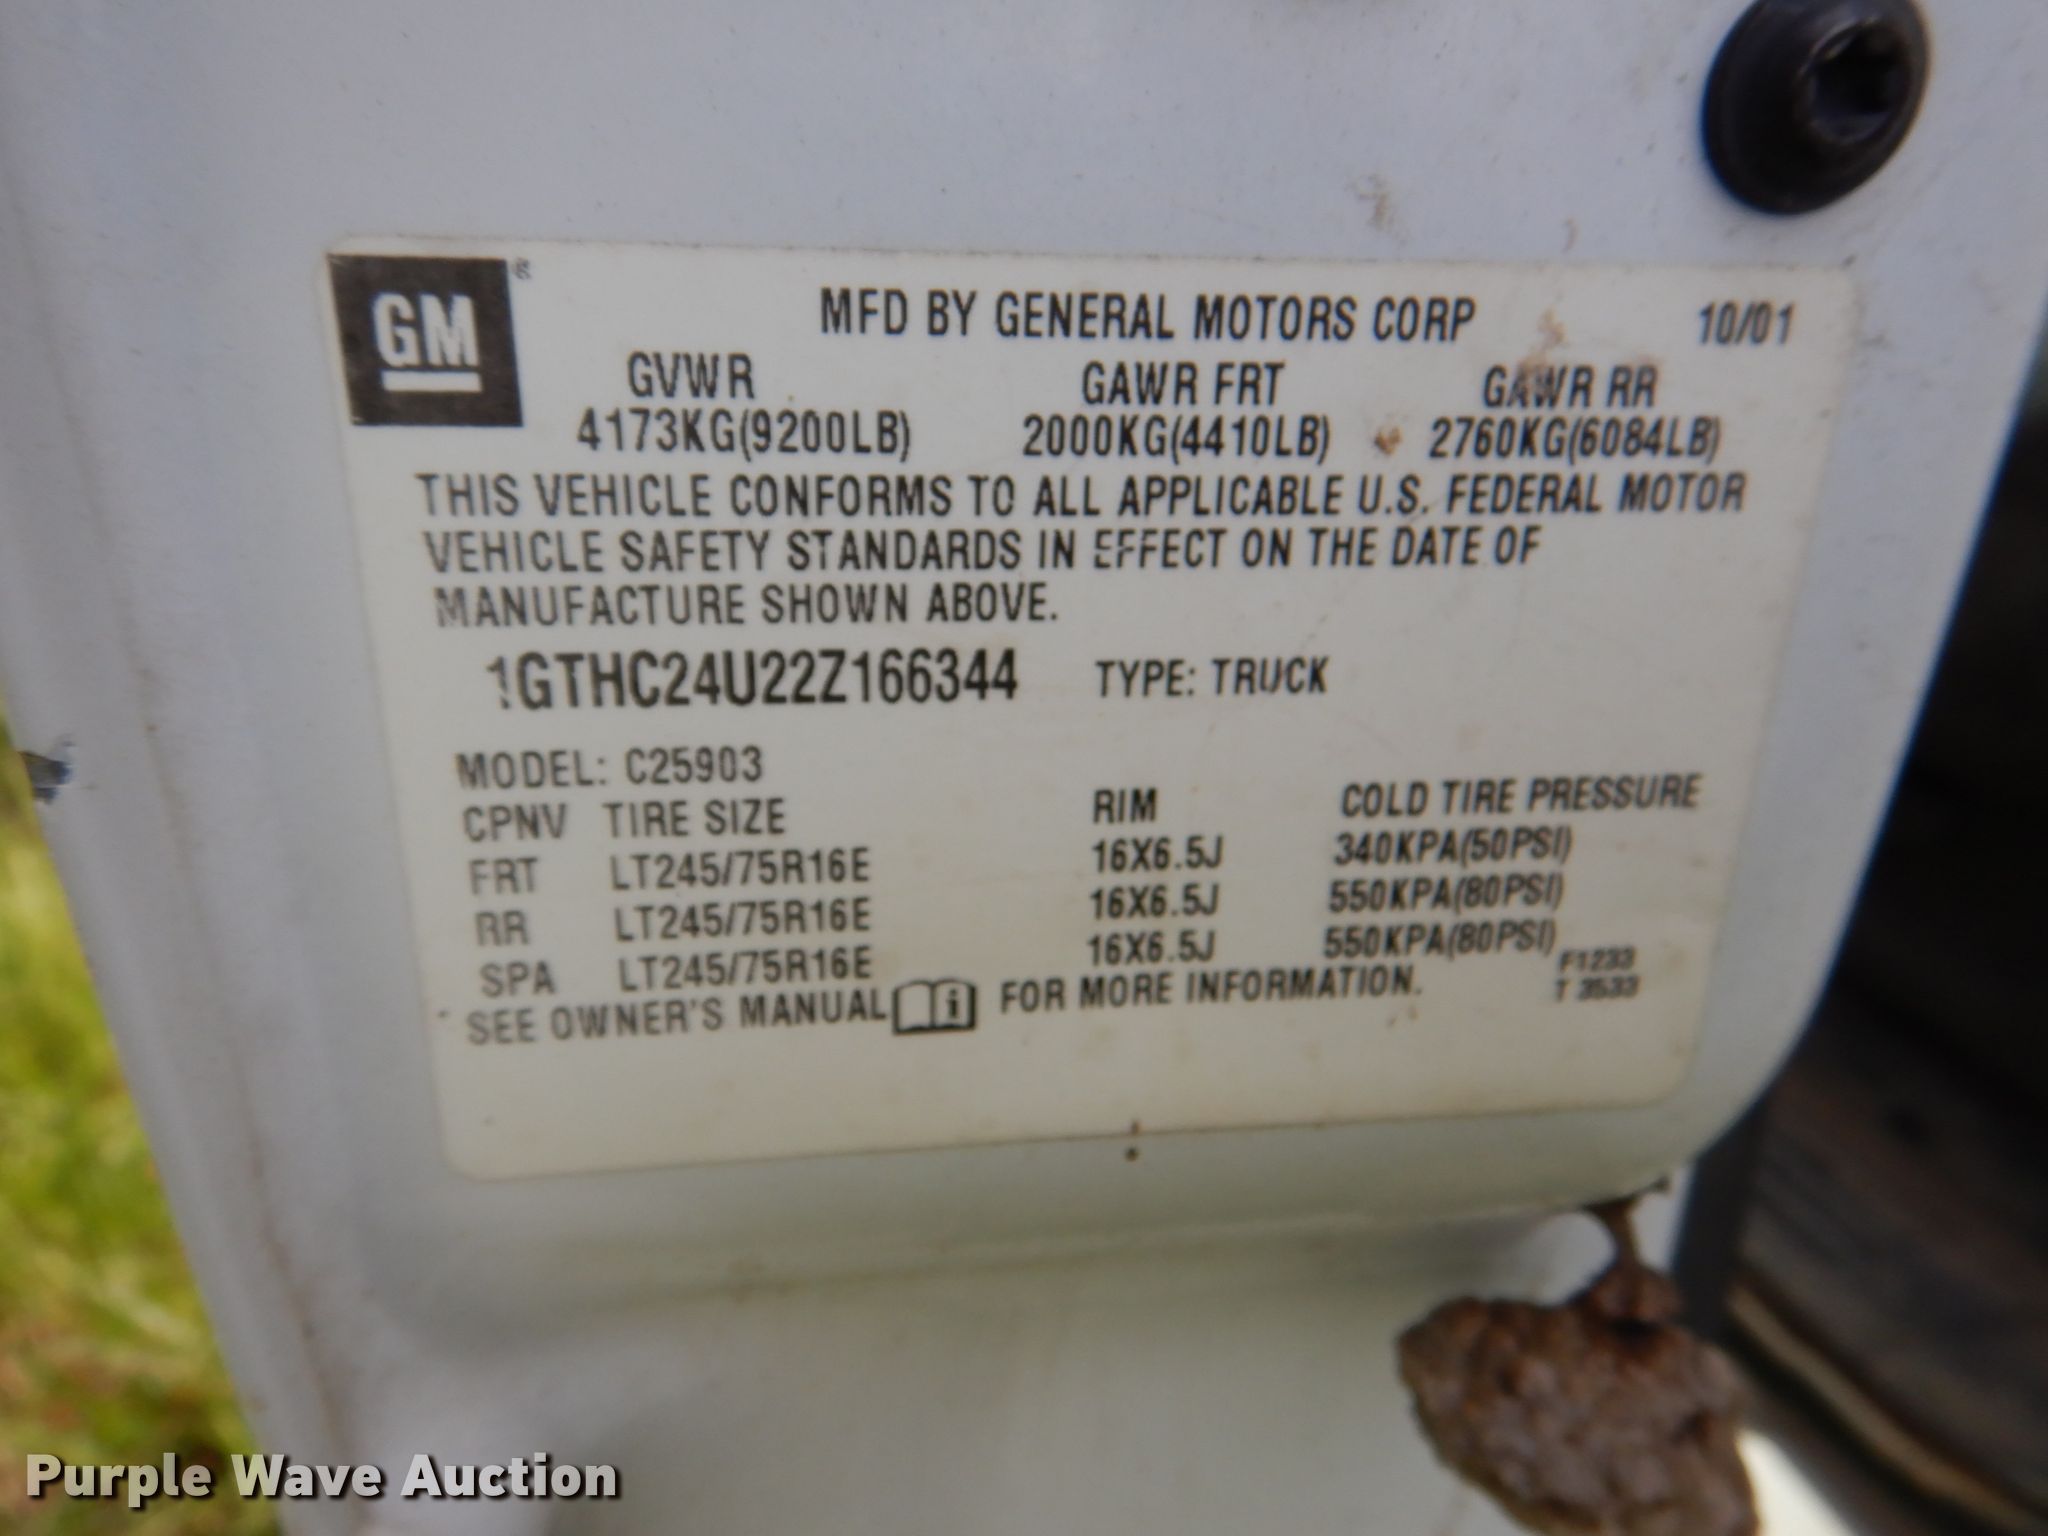 GM
MFD BY GENERAL MOTORS CORP 10/01
GVWR GAWR FRT GAWR RR
4173KG(9200LB) 2000KG(4410LB) 2760KG(6084LB)
THIS VEHICLE CONFORMS TO ALL APPLICABLE U.S. FEDERAL MOTOR
VEHICLE SAFETY STANDARDS IN EFFECT ON THE DATE OF
MANUFACTURE SHOWN ABOVE.
1GTHC24U22Z166344 TYPE: TRUCK
MODEL: C25903
CPNV TIRE SIZE RIM COLD TIRE PRESSURE
FRT LT245/75R16E 16X6.5J 340KPA(50PSI)
RR LT245/75R16E 16X6.5J 550KPA(80PSI)
SPA LT245/75R16E 16X6.5J 550KPA(80PSI)
F1233
SEE OWNER'S MANUAL i FOR MORE INFORMATION. T 3533
Purple Wave Auction